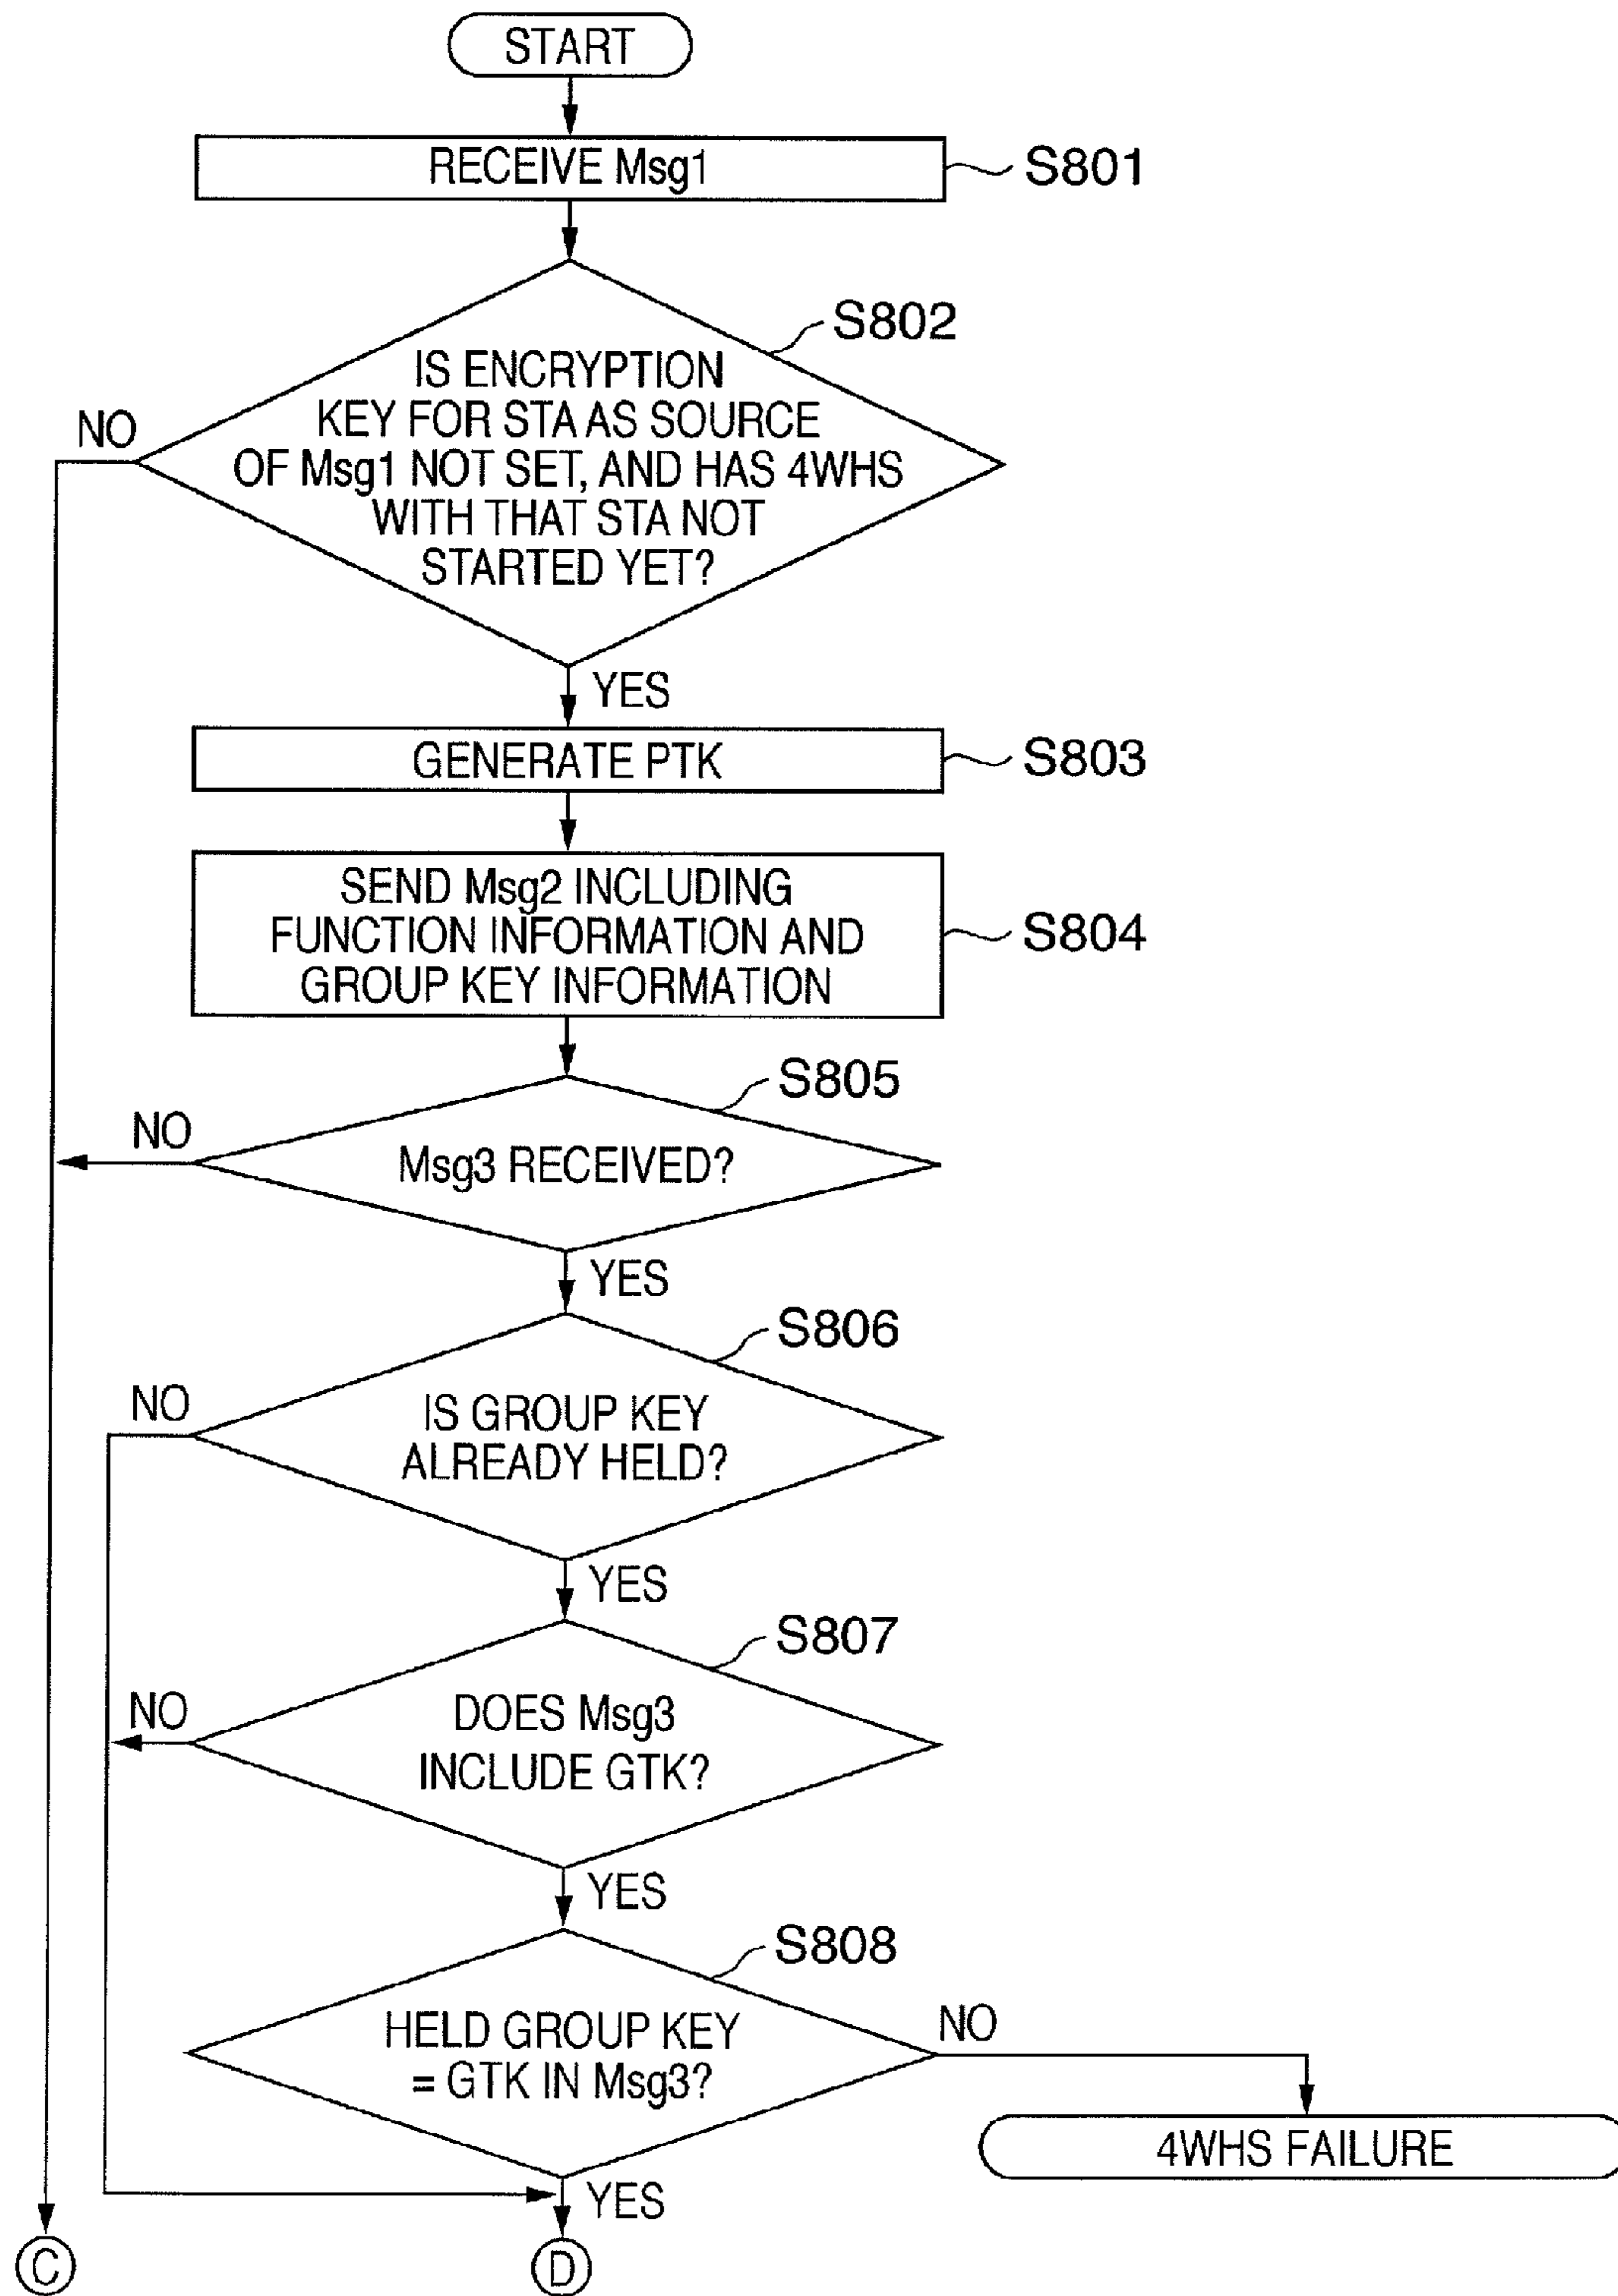 START
RECEIVE Msg1
S801
S802
IS ENCRYPTION
KEY FOR STA AS SOURCE
OF Msg1 NOT SET, AND HAS 4WHS
WITH THAT STA NOT
STARTED YET?
NO
YES
GENERATE PTK
S803
SEND Msg2 INCLUDING
FUNCTION INFORMATION AND
GROUP KEY INFORMATION
S804
S805
NO
Msg3 RECEIVED?
YES
S806
NO
IS GROUP KEY
ALREADY HELD?
YES
S807
NO
DOES Msg3
INCLUDE GTK?
YES
S808
HELD GROUP KEY
= GTK IN Msg3?
NO
4WHS FAILURE
YES
C
D